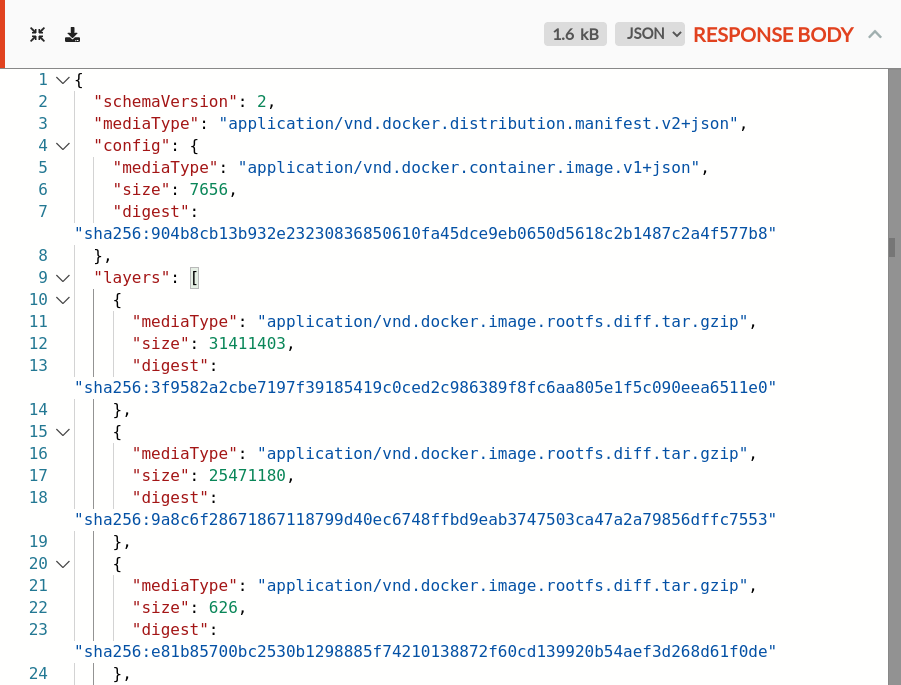 1.6 kB JSON RESPONSE BODY
1 {
2 "schemaVersion": 2,
3 "mediaType": "application/vnd.docker.distribution.manifest.v2+json",
4 "config": {
5 "mediaType": "application/vnd.docker.container.image.v1+json",
6 "size": 7656,
7 "digest":
"sha256:904b8cb13b932e23230836850610fa45dce9eb0650d5618c2b1487c2a4f577b8"
8 },
9 "layers": [
10 {
11 "mediaType": "application/vnd.docker.image.rootfs.diff.tar.gzip",
12 "size": 31411403,
13 "digest":
"sha256:3f9582a2cbe7197f39185419c0ced2c986389f8fc6aa805e1f5c090eea6511e0"
14 },
15 {
16 "mediaType": "application/vnd.docker.image.rootfs.diff.tar.gzip",
17 "size": 25471180,
18 "digest":
"sha256:9a8c6f28671867118799d40ec6748ffbd9eab3747503ca47a2a79856dffc7553"
19 },
20 {
21 "mediaType": "application/vnd.docker.image.rootfs.diff.tar.gzip",
22 "size": 626,
23 "digest":
"sha256:e81b85700bc2530b1298885f74210138872f60cd139920b54aef3d268d61f0de"
24 },